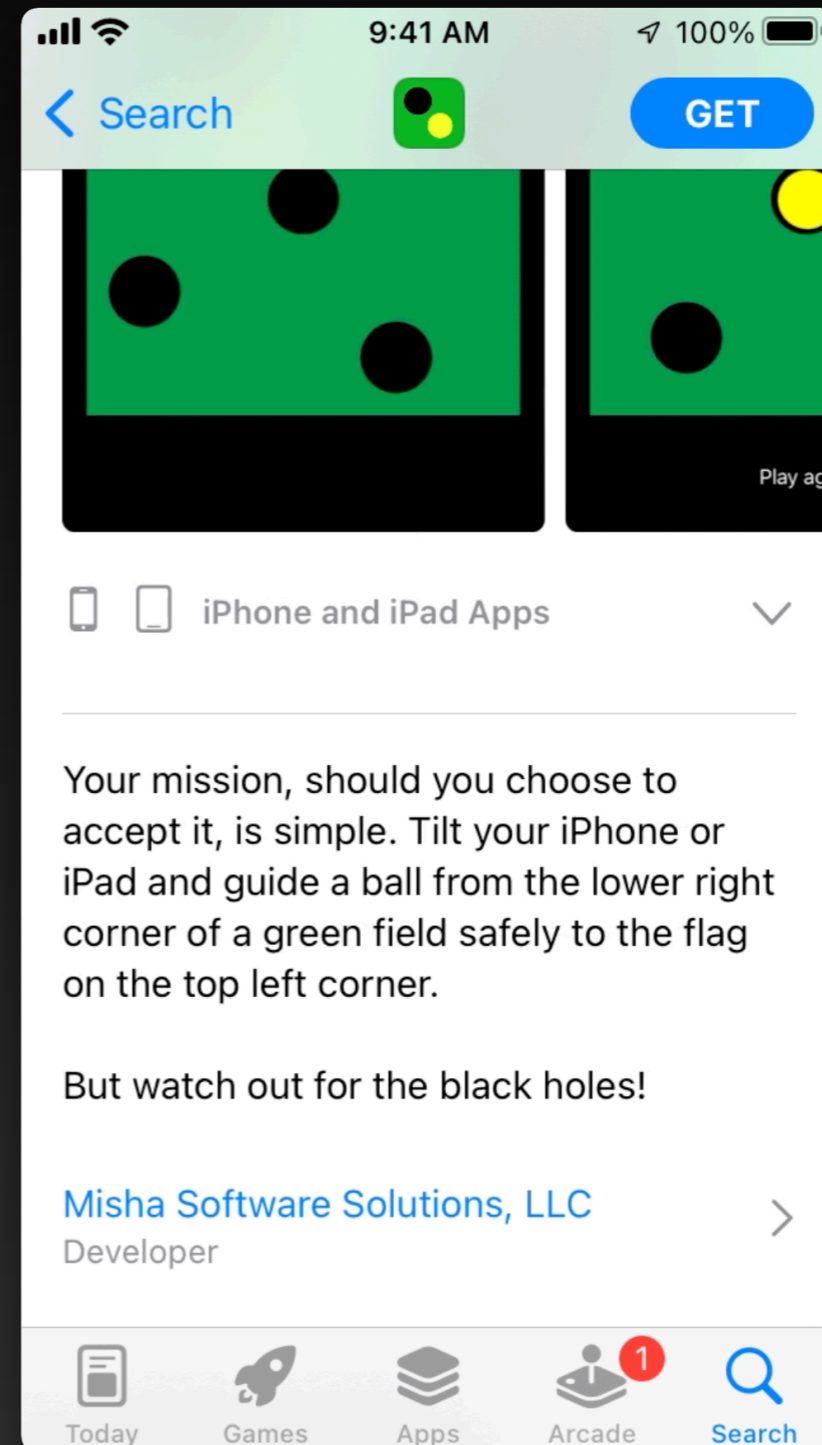 9:41 AM
100%
Search
GET
Play ag
iPhone and iPad Apps
Your mission, should you choose to
accept it, is simple. Tilt your iPhone or
iPad and guide a ball from the lower right
corner of a green field safely to the flag
on the top left corner.
But watch out for the black holes!
Misha Software Solutions, LLC
Developer
1
Today
Games
Apps
Arcade
Search